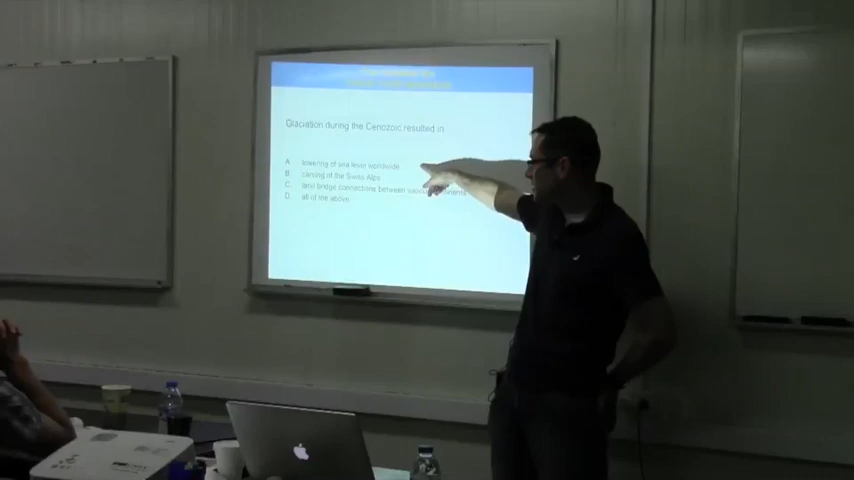 Glaciation during the Cenozoic resulted in
A. lowering of sea level worldwide
B. carving of the Swiss Alps
C. land bridge connections between
D. all of the above